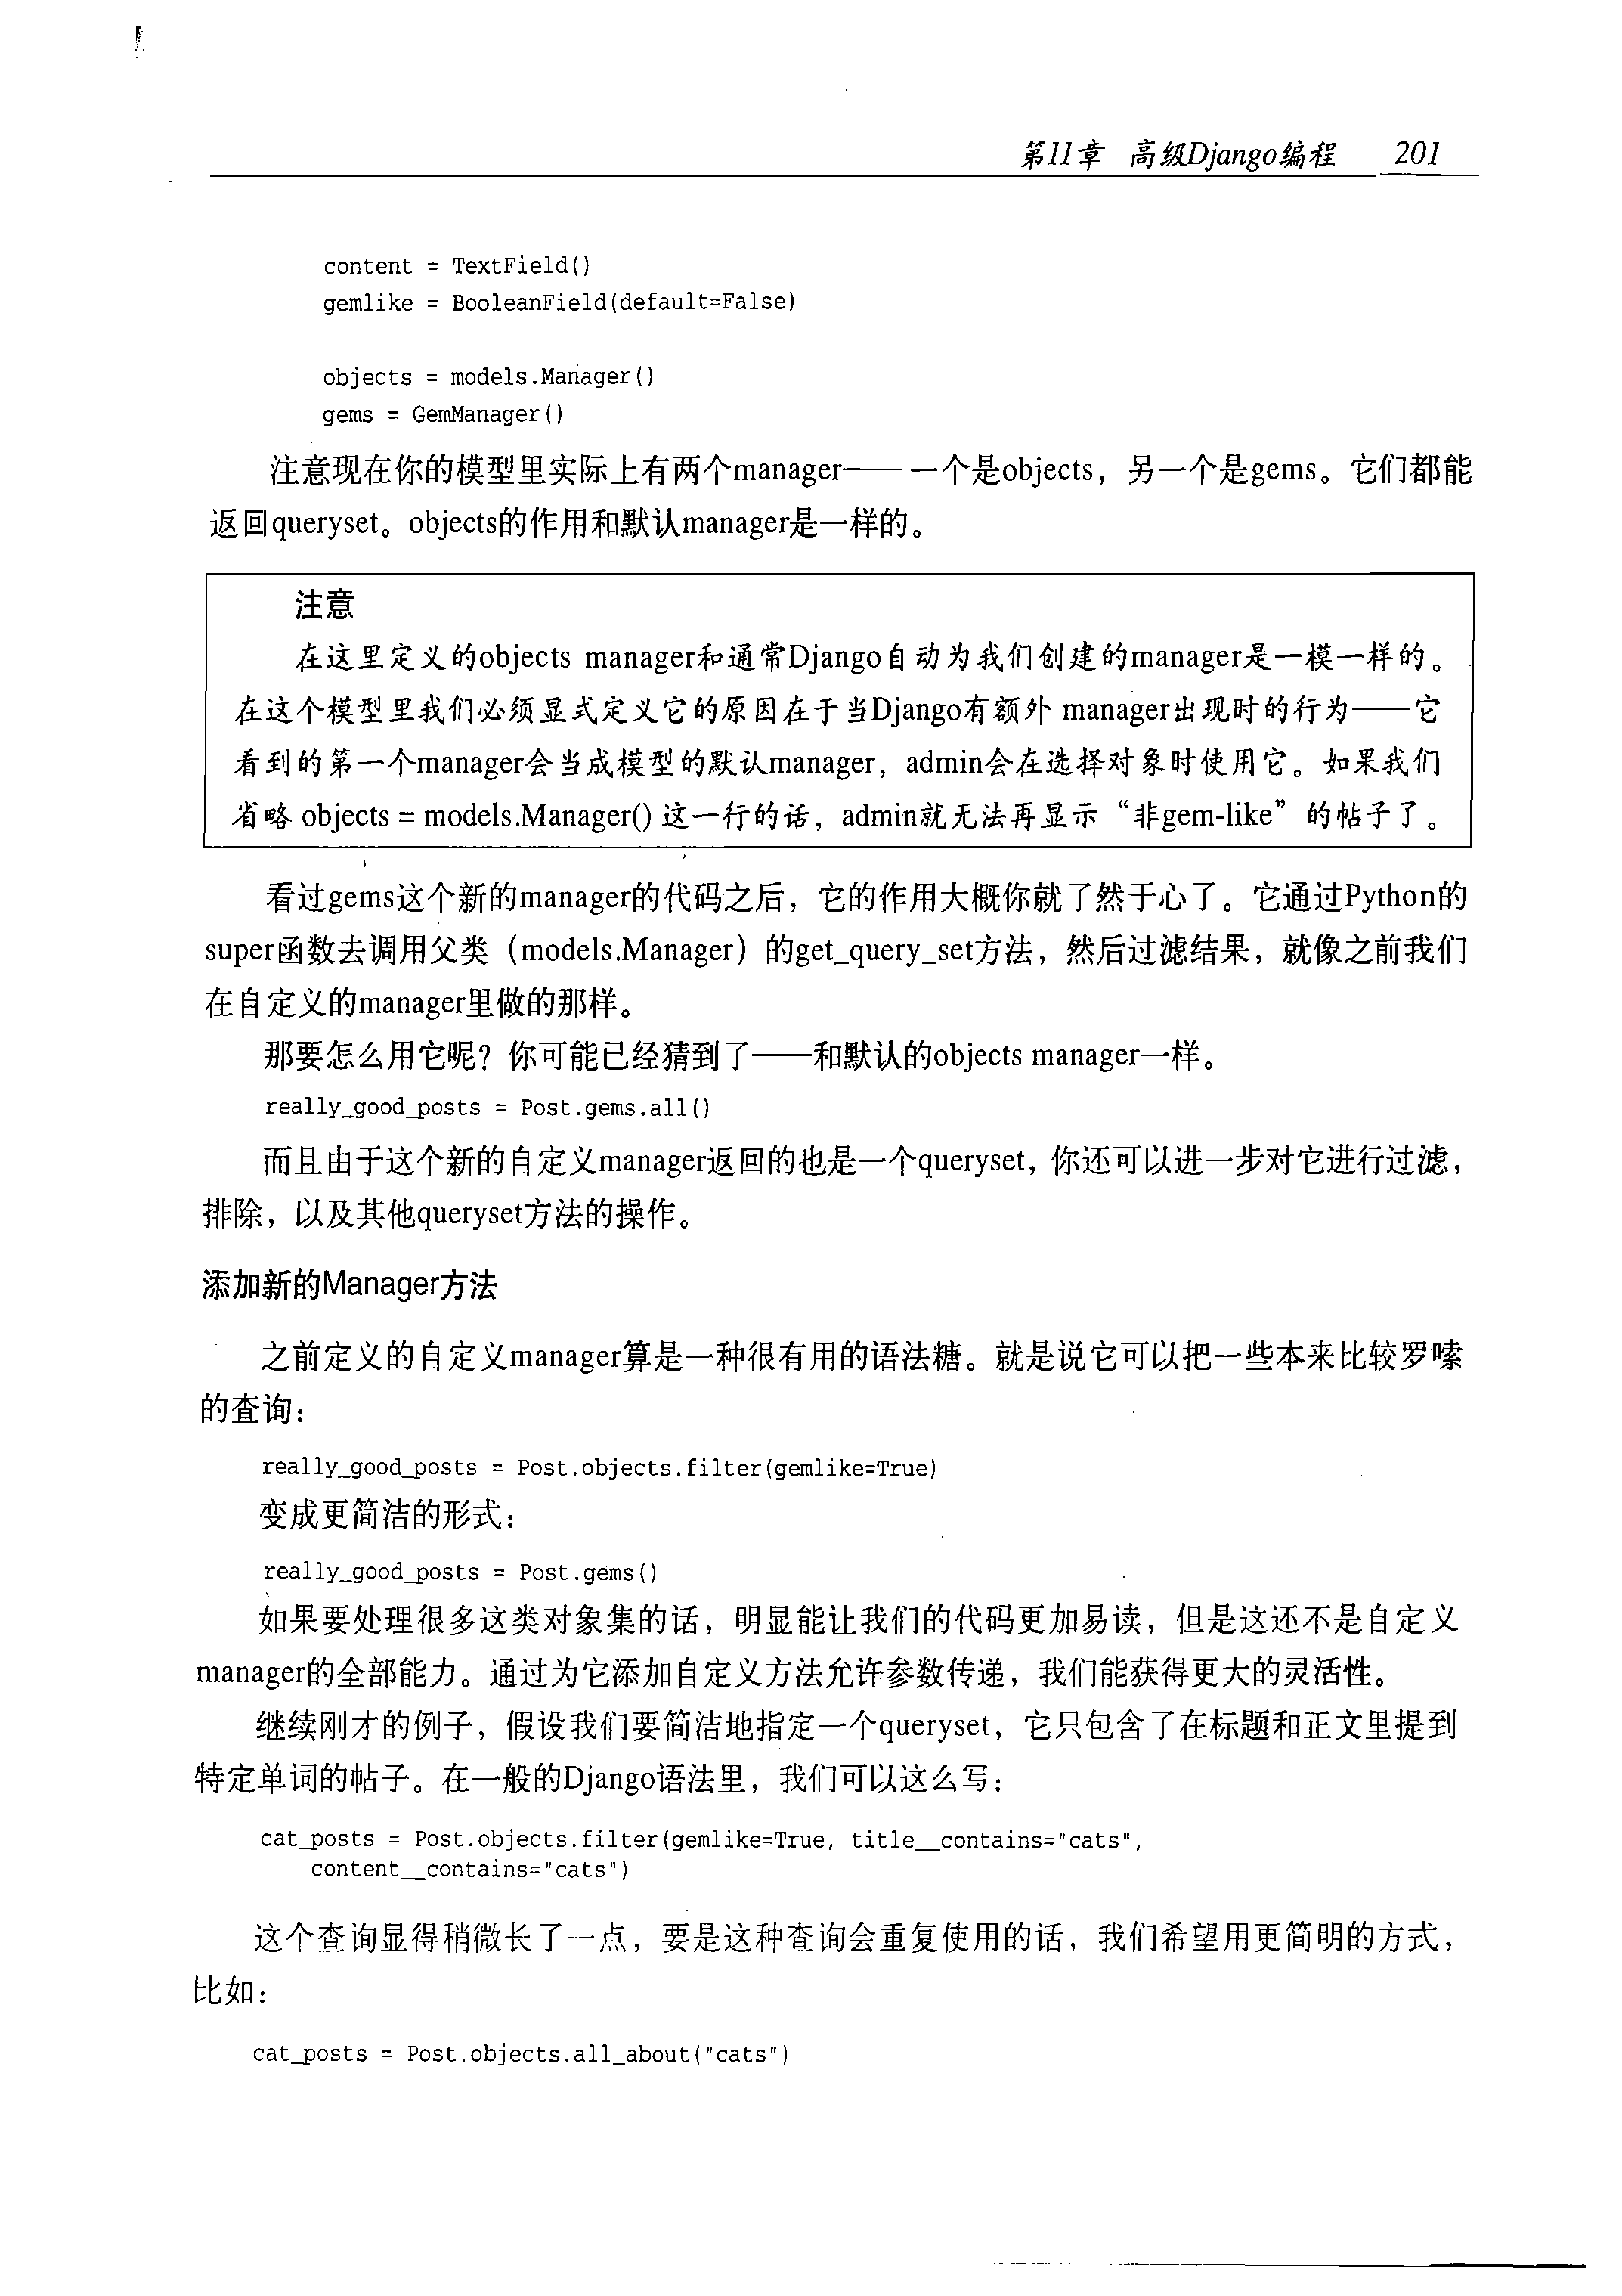 第11章 高级Django编程 201
content = TextField()
gemlike = BooleanField(default=False)
objects = models.Manager()
gems = GemManager()
注意现在你的模型里实际上有两个manager—— 一个是objects，另一个是gems。它们都能
返回queryset。objects的作用和默认manager是一样的。
注意
在这里定义的objects manager和通常Django自动为我们创建的manager是一模一样的。
在这个模型里我们必须显式定义它的原因在于当Django有额外 manager出现时的行为——它
看到的第一个manager会当成模型的默认manager，admin会在选择对象时使用它。如果我们
省略 objects = models.Manager() 这一行的话，admin就无法再显示“非gem-like”的帖子了。
看过gems这个新的manager的代码之后，它的作用大概你就了然于心了。它通过Python的
super函数去调用父类（models.Manager）的get_query_set方法，然后过滤结果，就像之前我们
在自定义的manager里做的那样。
那要怎么用它呢？你可能已经猜到了——和默认的objects manager一样。
really_good_posts = Post.gems.all()
而且由于这个新的自定义manager返回的也是一个queryset，你还可以进一步对它进行过滤，
排除，以及其他queryset方法的操作。
添加新的Manager方法
之前定义的自定义manager算是一种很有用的语法糖。就是说它可以把一些本来比较罗嗦
的查询：
really_good_posts = Post.objects.filter(gemlike=True)
变成更简洁的形式：
really_good_posts = Post.gems()
如果要处理很多这类对象集的话，明显能让我们的代码更加易读，但是这还不是自定义
manager的全部能力。通过为它添加自定义方法允许参数传递，我们能获得更大的灵活性。
继续刚才的例子，假设我们要简洁地指定一个queryset，它只包含了在标题和正文里提到
特定单词的帖子。在一般的Django语法里，我们可以这么写：
cat_posts = Post.objects.filter(gemlike=True, title__contains="cats",
content__contains="cats")
这个查询显得稍微长了一点，要是这种查询会重复使用的话，我们希望用更简明的方式，
比如：
cat_posts = Post.objects.all_about("cats")